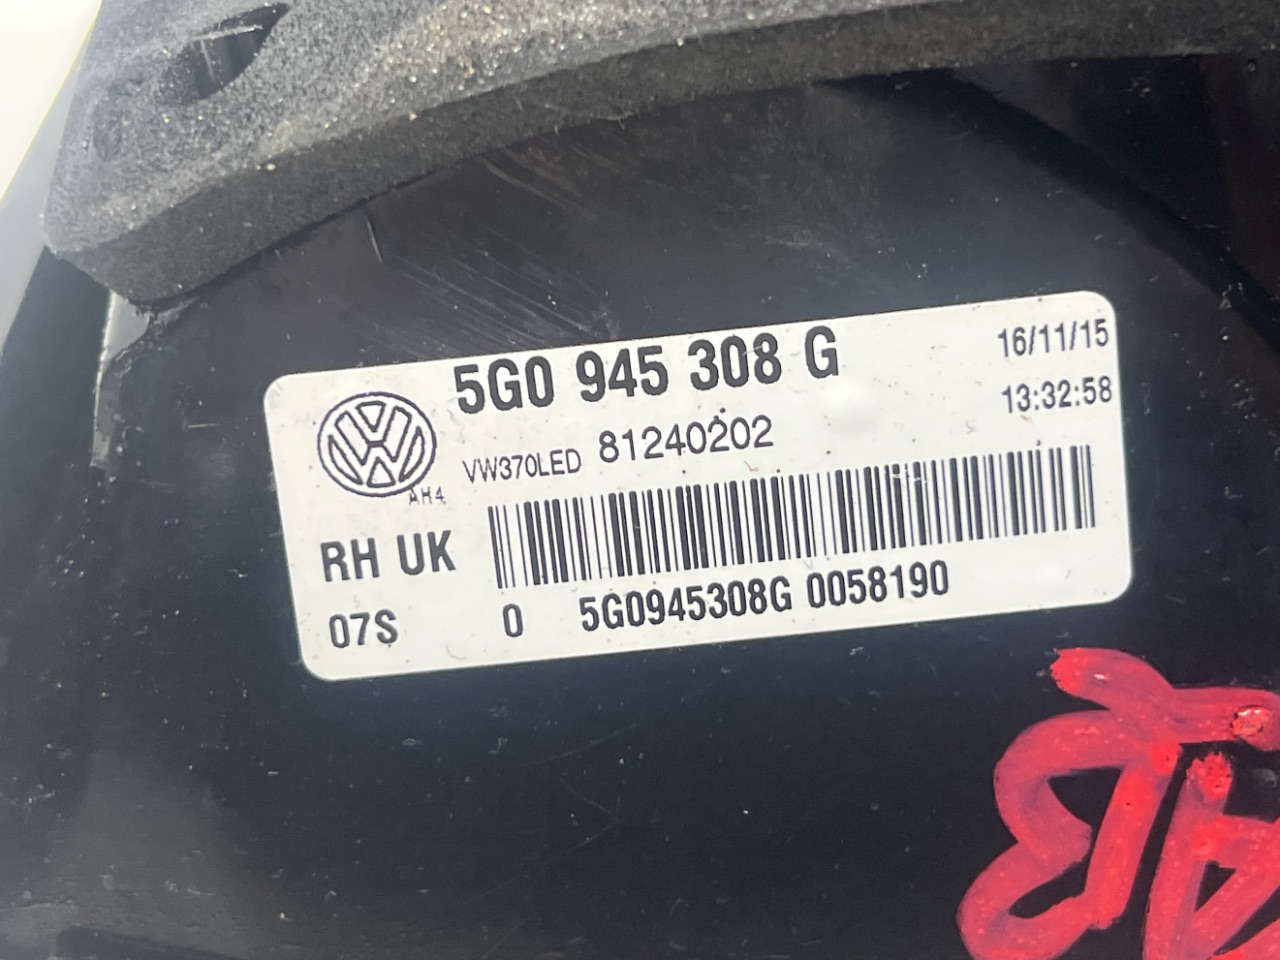 5G0 945 308 G
16/11/15
13:32:58
VW370LED 81240202
AH4
RH UK
07S
0 5G0945308G 0058190